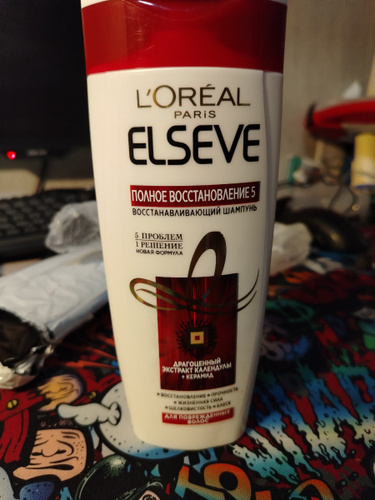 L'ORÉAL
PARIS
ELSEVE
ПОЛНОЕ ВОССТАНОВЛЕНИЕ 5
ВОССТАНАВЛИВАЮЩИЙ ШАМПУНЬ
5 ПРОБЛЕМ
1 РЕШЕНИЕ
НОВАЯ ФОРМУЛА
ДРАГОЦЕННЫЙ
ЭКСТРАКТ КАЛЕНДУЛЫ
+ КЕРАМИД
•ВОССТАНОВЛЕНИЕ •ПРОЧНОСТЬ
•ЖИЗНЕННАЯ СИЛА
•ШЕЛКОВИСТОСТЬ •БЛЕСК
ДЛЯ ПОВРЕЖДЕННЫХ
ВОЛОС